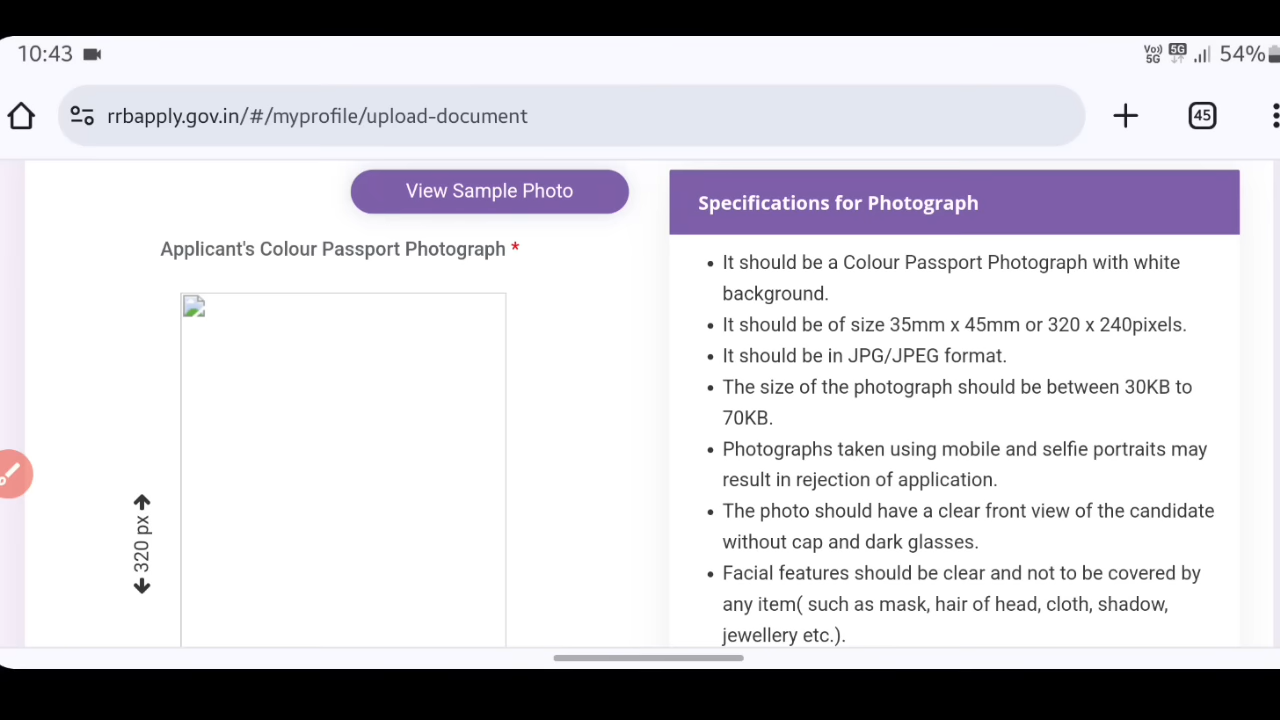 10:43
Vo)) 5G 5G 54%
rrbapply.gov.in/#/myprofile/upload-document
45
View Sample Photo
Applicant's Colour Passport Photograph *
320 px
Specifications for Photograph
• It should be a Colour Passport Photograph with white
background.
• It should be of size 35mm x 45mm or 320 x 240pixels.
• It should be in JPG/JPEG format.
• The size of the photograph should be between 30KB to
70KB.
• Photographs taken using mobile and selfie portraits may
result in rejection of application.
• The photo should have a clear front view of the candidate
without cap and dark glasses.
• Facial features should be clear and not to be covered by
any item( such as mask, hair of head, cloth, shadow,
jewellery etc.).